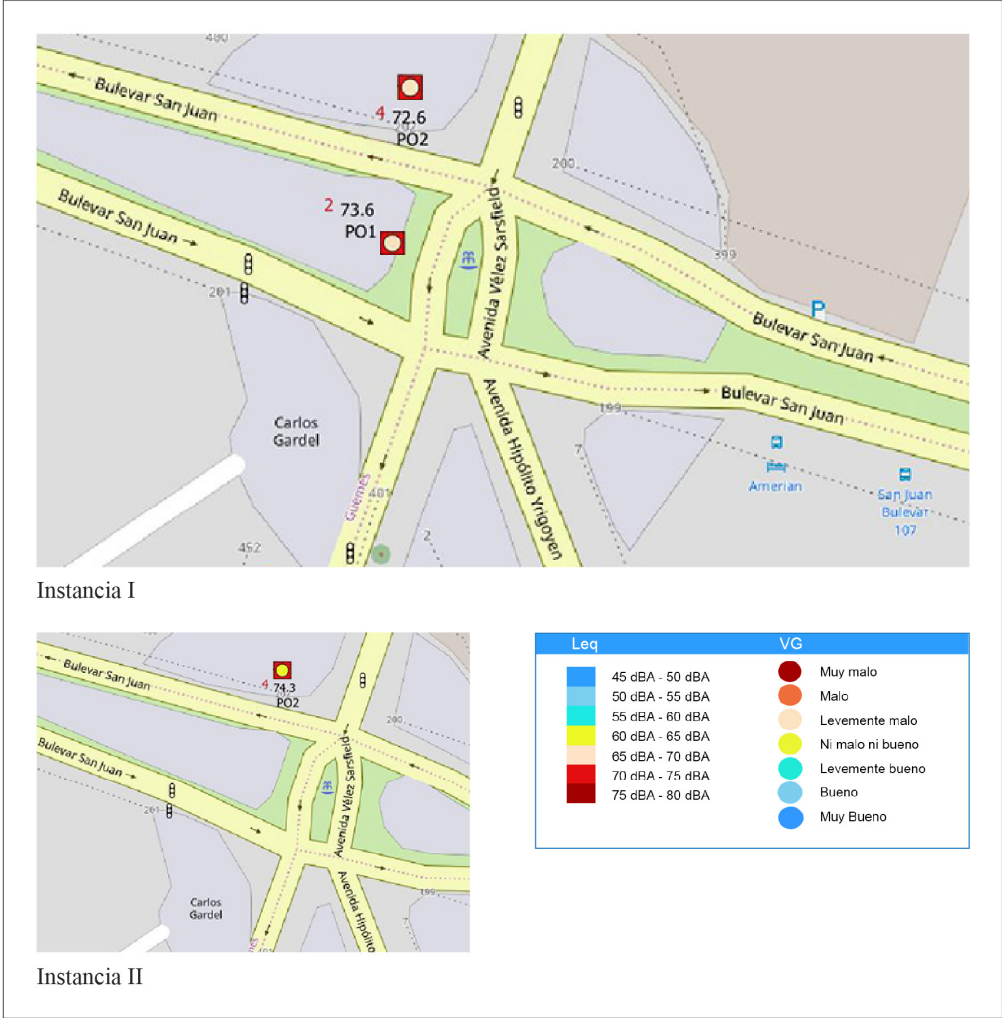 480
Bulevar San Juan
4 72.6
202
PO2
200
Bulevar San Juan
2 73.6
PO1
Avenida Vélez Sarsfield
399
P
201
Bulevar San Juan
Bulevar San Juan
199
Carlos
Gardel
Avenida Hipólito Yrigoyen
7
Amerian
San Juan
Bulevar
107
Güemes
401
2
452
Instancia I
Bulevar San Juan
4 74.3
202
PO2
200
Bulevar San Juan
Avenida Vélez Sarsfield
201
199
Carlos
Gardel
Avenida Hipólito
7
Instancia II
Leq VG
45 dBA - 50 dBA Muy malo
50 dBA - 55 dBA Malo
55 dBA - 60 dBA Levemente malo
60 dBA - 65 dBA Ni malo ni bueno
65 dBA - 70 dBA Levemente bueno
70 dBA - 75 dBA Bueno
75 dBA - 80 dBA Muy Bueno